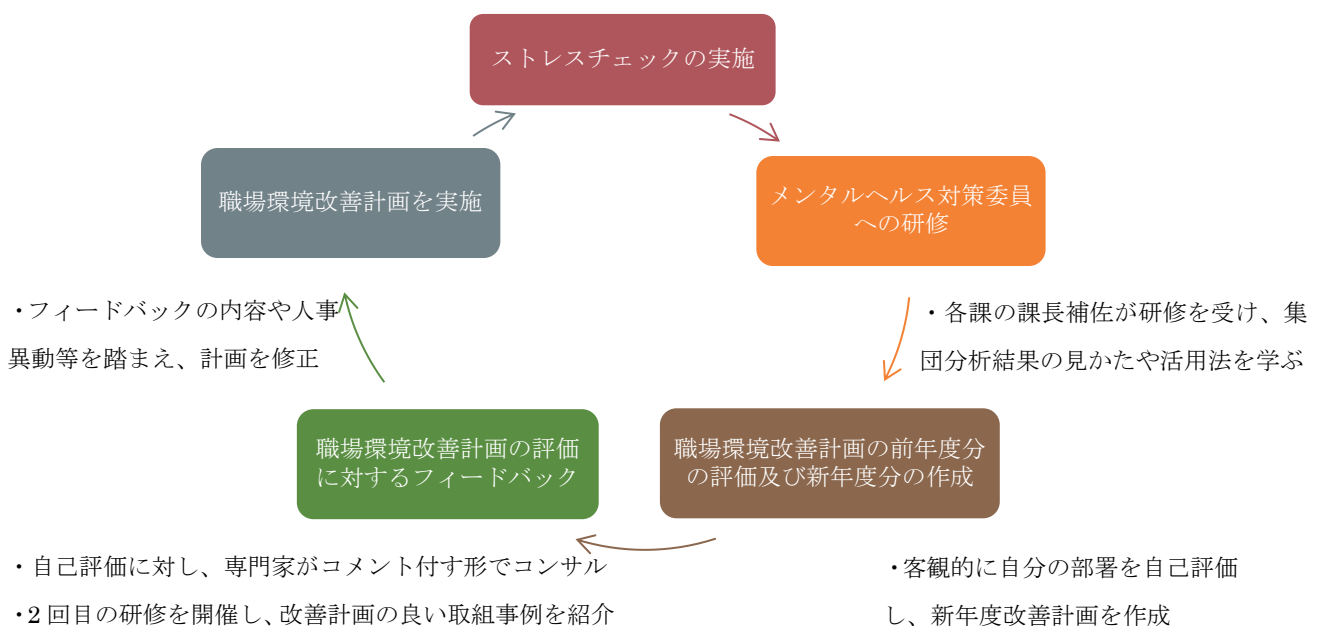 ストレスチェックの実施
メンタルヘルス対策委員
への研修
・各課の課長補佐が研修を受け、集
団分析結果の見かたや活用法を学ぶ
職場環境改善計画の前年度分
の評価及び新年度分の作成
・客観的に自分の部署を自己評価
し、新年度改善計画を作成
職場環境改善計画の評価
に対するフィードバック
・自己評価に対し、専門家がコメント付す形でコンサル
・2 回目の研修を開催し、改善計画の良い取組事例を紹介
職場環境改善計画を実施
・フィードバックの内容や人事
異動等を踏まえ、計画を修正